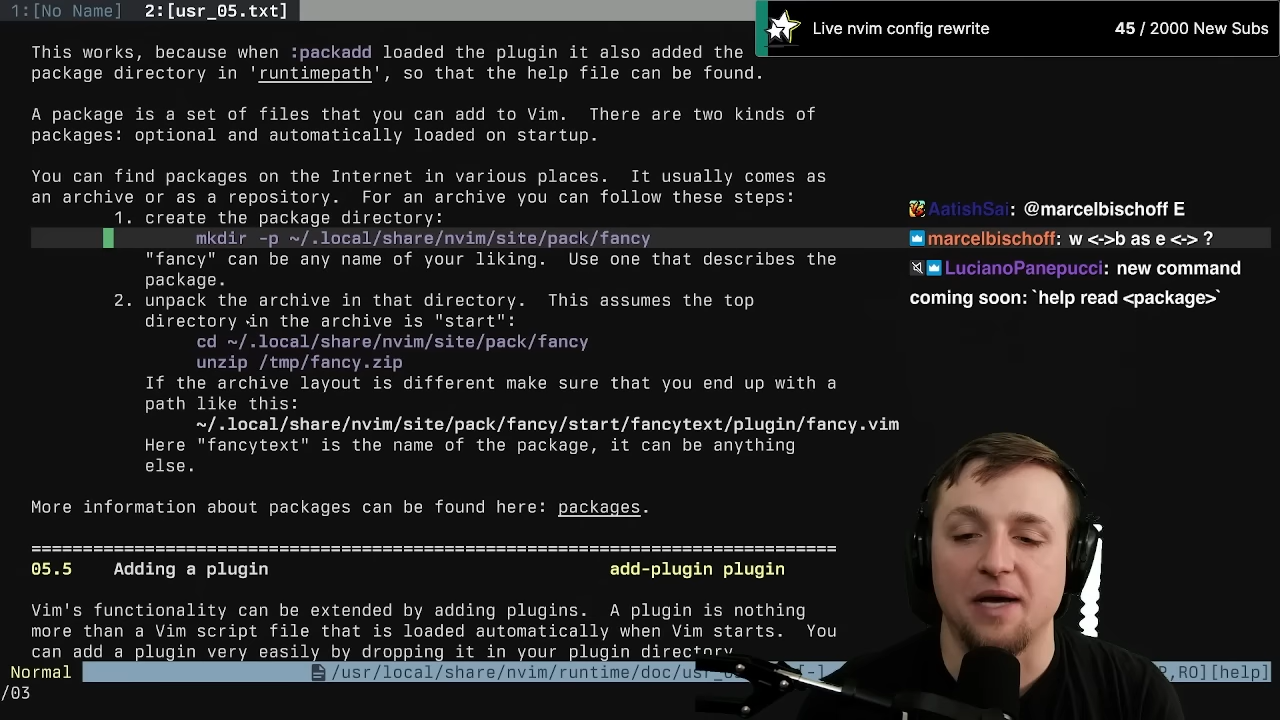 1:[No Name]  2:[usr_05.txt]
Live nvim config rewrite 45 / 2000 New Subs
This works, because when :packadd loaded the plugin it also added the
package directory in 'runtimepath', so that the help file can be found.
A package is a set of files that you can add to Vim.  There are two kinds of
packages: optional and automatically loaded on startup.
You can find packages on the Internet in various places.  It usually comes as
an archive or as a repository.  For an archive you can follow these steps:
1. create the package directory:
mkdir -p ~/.local/share/nvim/site/pack/fancy
"fancy" can be any name of your liking.  Use one that describes the
package.
2. unpack the archive in that directory.  This assumes the top
directory in the archive is "start":
cd ~/.local/share/nvim/site/pack/fancy
unzip /tmp/fancy.zip
If the archive layout is different make sure that you end up with a
path like this:
~/.local/share/nvim/site/pack/fancy/start/fancytext/plugin/fancy.vim
Here "fancytext" is the name of the package, it can be anything
else.
More information about packages can be found here: packages.
==============================================================================
05.5 Adding a plugin add-plugin plugin
Vim's functionality can be extended by adding plugins.  A plugin is nothing
more than a Vim script file that is loaded automatically when Vim starts.  You
can add a plugin very easily by dropping it in your plugin directory.
AatishSai: @marcelbischoff E
marcelbischoff: w <->b as e <-> ?
LucianoPanepucci: new command
coming soon: `help read <package>`
Normal /usr/local/share/nvim/runtime/doc/usr_0 [-] ,RO][help]
/03